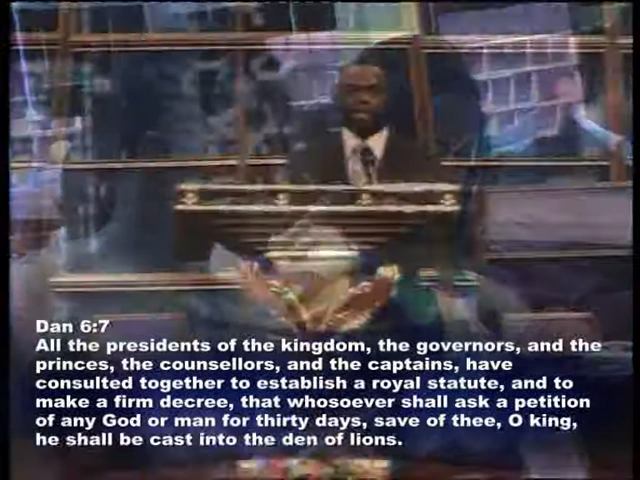 Dan 6:7
All the presidents of the kingdom, the governors, and the
princes, the counsellors, and the captains, have
consulted together to establish a royal statute, and to
make a firm decree, that whosoever shall ask a petition
of any God or man for thirty days, save of thee, O king,
he shall be cast into the den of lions.